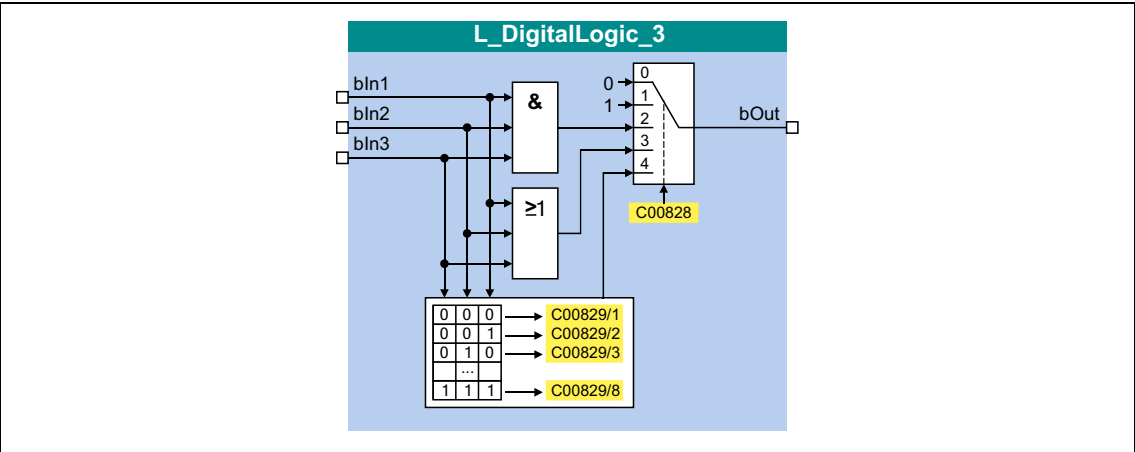 L_DigitalLogic_3
bIn1
bIn2
bIn3
&
≥1
0
1
0
1
2
3
4
bOut
C00828
0 0 0 C00829/1
0 0 1 C00829/2
0 1 0 C00829/3
...
1 1 1 C00829/8